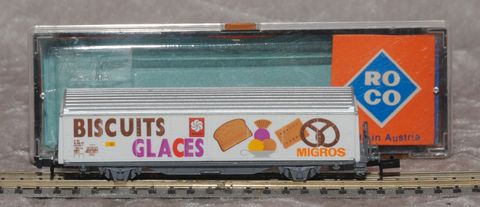 BISCUITS
GLACES
MIGROS
RO
CO
in Austria